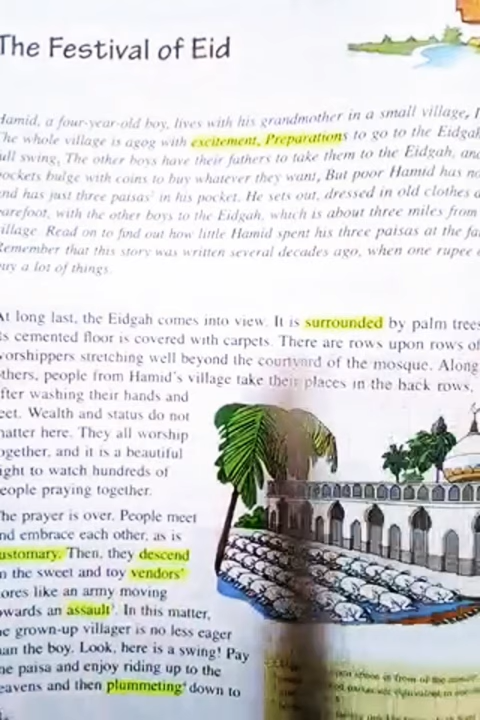 The Festival of Eid
Hamid, a four-year-old boy, lives with his grandmother in a small village,
The whole village is agog with excitement, Preparations to go to the Eidgah
full swing, The other boys have their fathers to take them to the Eidgah,
pockets bulge with coins to buy whatever they want, But poor Hamid has
and has just three paisas in his pocket. He sets out, dressed in old clothes
barefoot, with the other boys to the Eidgah, which is about three miles from
village. Read on to find out how little Hamid spent his three paisas at the
Remember that this story was written several decades ago, when one rupee
buy a lot of things.
At long last, the Eidgah comes into view. It is surrounded by palm trees
its cemented floor is covered with carpets. There are rows upon rows of
worshippers stretching well beyond the courtyard of the mosque. Along
others, people from Hamid's village take their places in the back rows,
after washing their hands and
feet. Wealth and status do not
matter here. They all worship
together, and it is a beautiful
sight to watch hundreds of
people praying together.
The prayer is over. People meet
and embrace each other, as is
customary. Then, they descend
on the sweet and toy vendors'
stores like an army moving
towards an assault. In this matter,
the grown-up villager is no less eager
than the boy. Look, here is a swing! Pay
one paisa and enjoy riding up to the
heavens and then plummeting down to